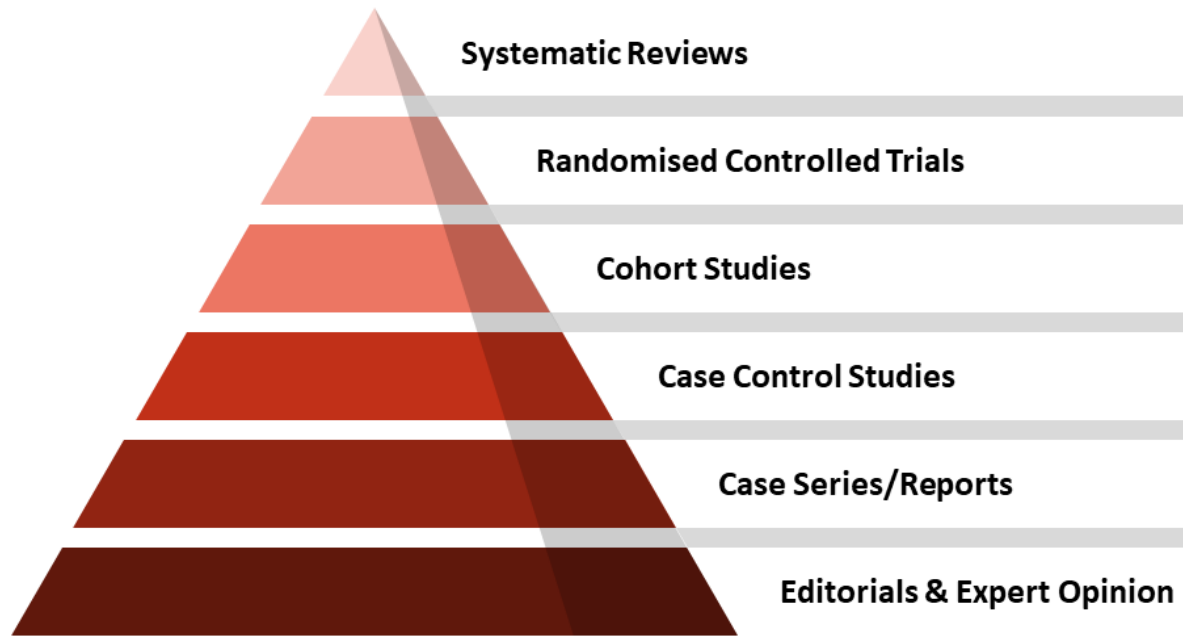 Systematic Reviews
Randomised Controlled Trials
Cohort Studies
Case Control Studies
Case Series/Reports
Editorials & Expert Opinion